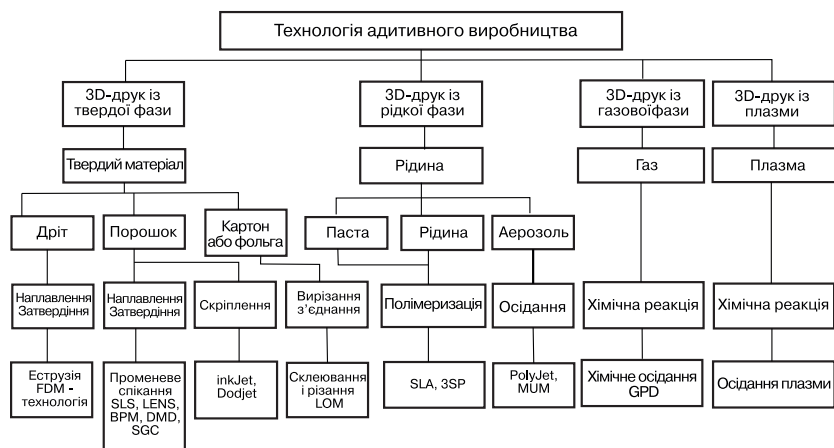 Технологія адитивного виробництва
3D-друк із
твердої фази
3D-друк із
рідкої фази
3D-друк із
газовоїфази
3D-друк із
плазми
Твердий матеріал
Рідина
Газ
Плазма
Дріт
Порошок
Картон
або фольга
Паста
Рідина
Аерозоль
Наплавлення
Затвердіння
Наплавлення
Затвердіння
Скріплення
Вирізання
з’єднання
Полімеризація
Осідання
Хімічна реакція
Хімічна реакція
Еструзія
FDM -
технологія
Променеве
спікання
SLS, LENS,
BPM, DMD,
SGC
inkJet,
Dodjet
Склеювання
і різання
LOM
SLA, 3SP
PolyJet,
MUM
Хімічне осідання
GPD
Осідання плазми